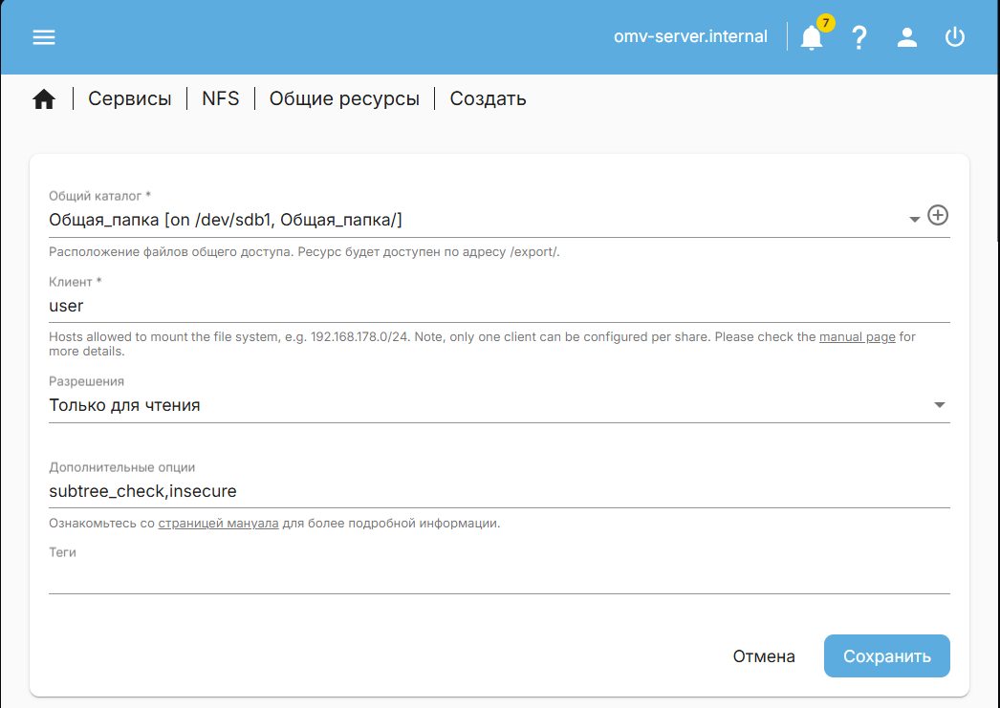 omv-server.internal
7
Сервисы | NFS | Общие ресурсы | Создать
Общий каталог *
Общая_папка [on /dev/sdb1, Общая_папка/]
Расположение файлов общего доступа. Ресурс будет доступен по адресу /export/.
Клиент *
user
Hosts allowed to mount the file system, e.g. 192.168.178.0/24. Note, only one client can be configured per share. Please check the manual page for
more details.
Разрешения
Только для чтения
Дополнительные опции
subtree_check,insecure
Ознакомьтесь со страницей мануала для более подробной информации.
Теги
Отмена
Сохранить